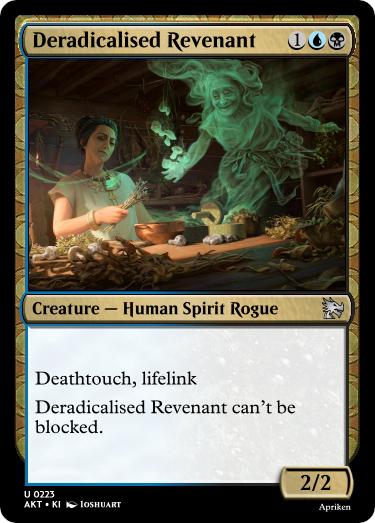 Deradicalised Revenant 1
Creature — Human Spirit Rogue
Deathtouch, lifelink
Deradicalised Revenant can't be
blocked.
2/2
U 0223
AKT • KI Ioshuart
Apriken